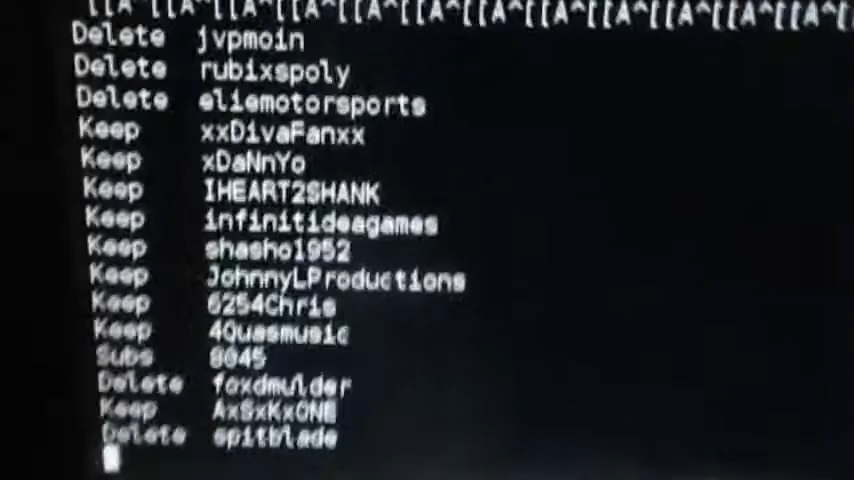 [[A^[[A^[[A^[[A^[[A^[[A^[[A^[[A^[[A^[[A^[[A^[[A^[[A^[
Delete jvpmoin
Delete rubixspoly
Delete eliemotorsports
Keep xxDivaFanxx
Keep xDaNnYo
Keep IHEART2SHANK
Keep infinitideagames
Keep shasho1952
Keep JohnnyLProductions
Keep 6254Chris
Keep 4Quasmusic
Subs 8045
Delete foxdmulder
Keep AxSxKxONE
Delete spitblade